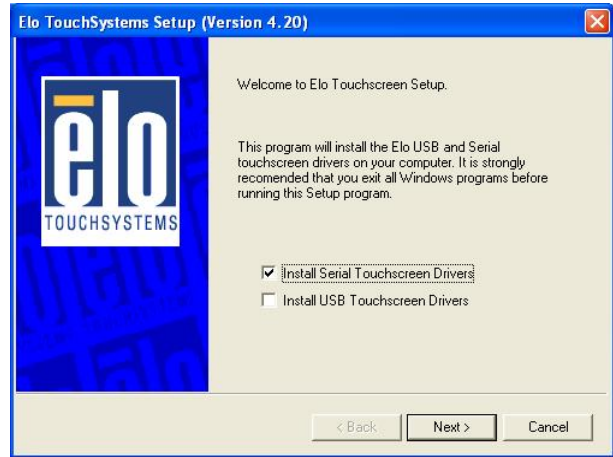 Elo TouchSystems Setup (Version 4.20)
elo
TOUCHSYSTEMS
Welcome to Elo Touchscreen Setup.
This program will install the Elo USB and Serial
touchscreen drivers on your computer. It is strongly
recomended that you exit all Windows programs before
running this Setup program.
Install Serial Touchscreen Drivers
Install USB Touchscreen Drivers
< Back
Next >
Cancel